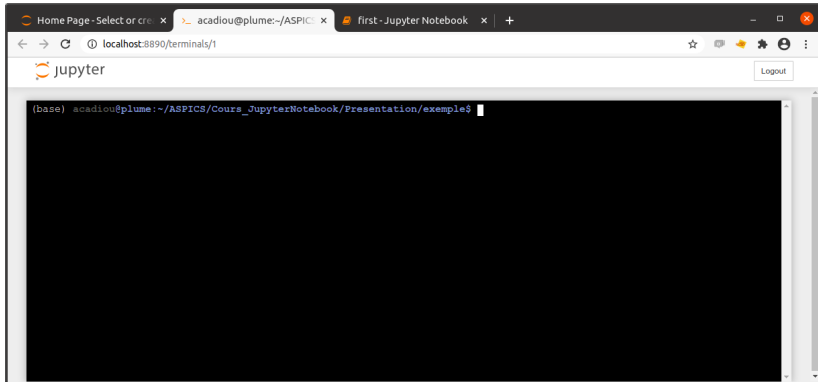 Home Page - Select or cre
acadiou@plume:~/ASPICS
first - Jupyter Notebook
localhost:8890/terminals/1
jupyter
Logout
(base) acadiou@plume:~/ASPICS/Cours_JupyterNotebook/Presentation/exemple$